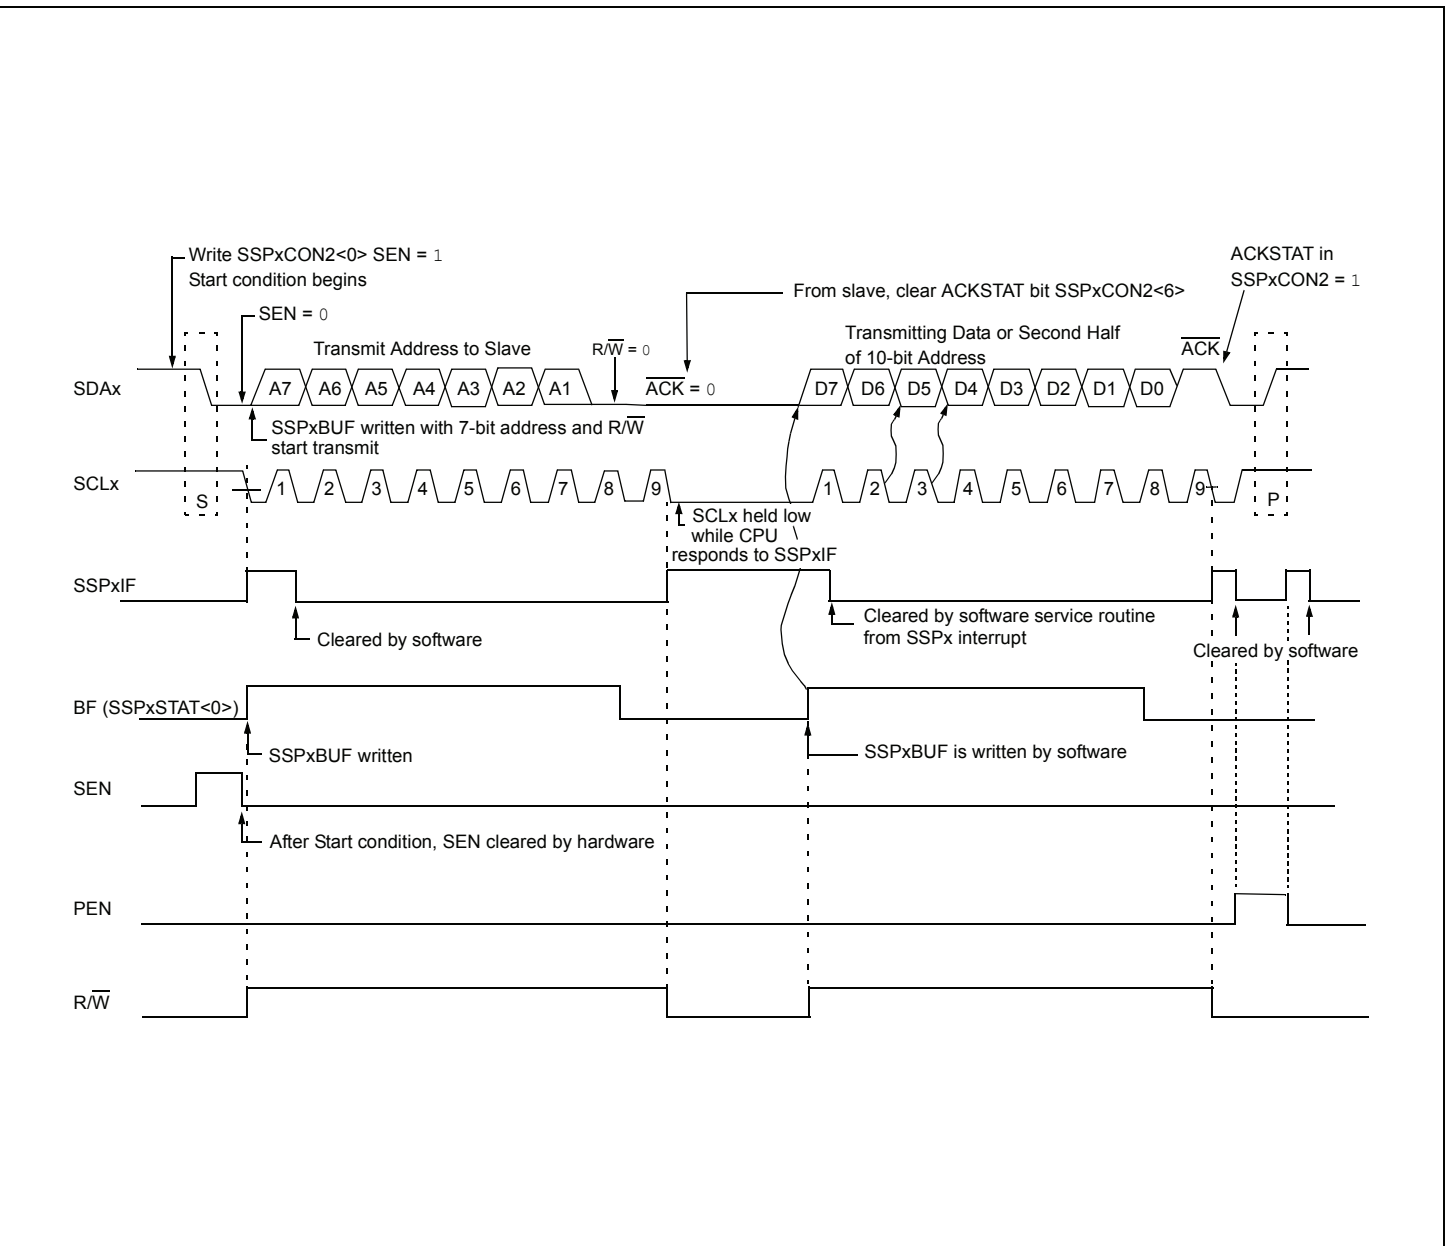 Write SSPxCON2<0> SEN = 1
Start condition begins
ACKSTAT in
SSPxCON2 = 1
From slave, clear ACKSTAT bit SSPxCON2<6>
SEN = 0
Transmit Address to Slave
R/W̅ = 0
Transmitting Data or Second Half
of 10-bit Address
A̅C̅K̅
SDAx
A7 A6 A5 A4 A3 A2 A1
A̅C̅K̅ = 0
D7 D6 D5 D4 D3 D2 D1 D0
SSPxBUF written with 7-bit address and R/W̅
start transmit
SCLx
S
1 2 3 4 5 6 7 8 9
1 2 3 4 5 6 7 8 9
P
SCLx held low
while CPU
responds to SSPxIF
SSPxIF
Cleared by software
Cleared by software service routine
from SSPx interrupt
Cleared by software
BF (SSPxSTAT<0>)
SSPxBUF written
SSPxBUF is written by software
SEN
After Start condition, SEN cleared by hardware
PEN
R/W̅